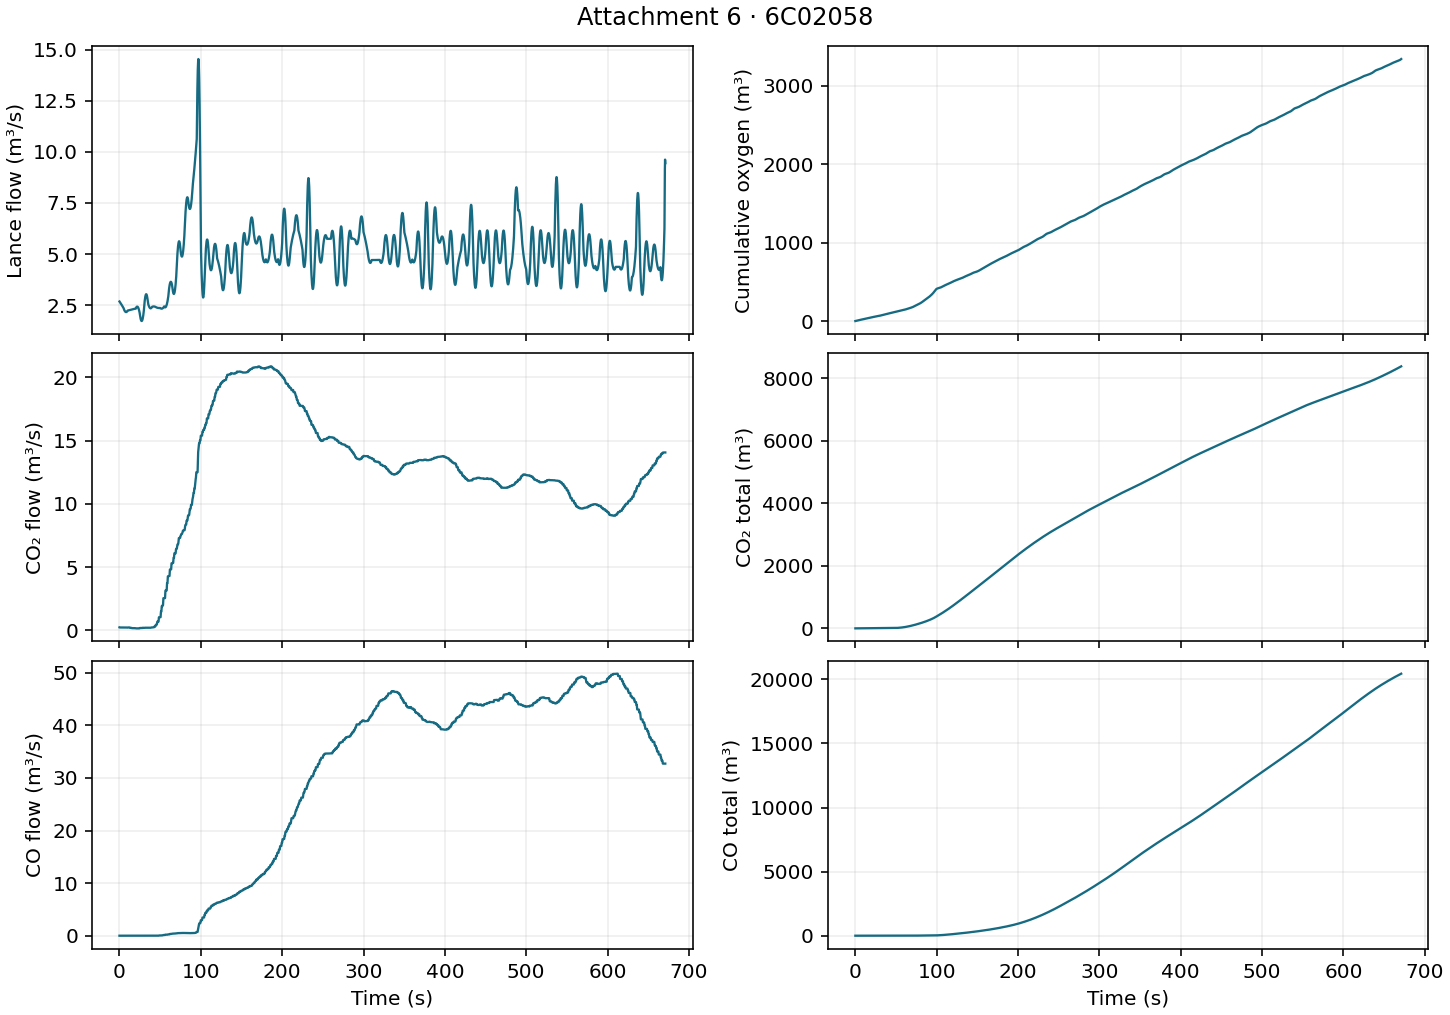 Attachment 6 · 6C02058
Lance flow (m³/s)
15.0
12.5
10.0
7.5
5.0
2.5
Cumulative oxygen (m³)
3000
2000
1000
0
CO₂ flow (m³/s)
20
15
10
5
0
CO₂ total (m³)
8000
6000
4000
2000
0
CO flow (m³/s)
50
40
30
20
10
0
0 100 200 300 400 500 600 700
Time (s)
CO total (m³)
20000
15000
10000
5000
0
0 100 200 300 400 500 600 700
Time (s)